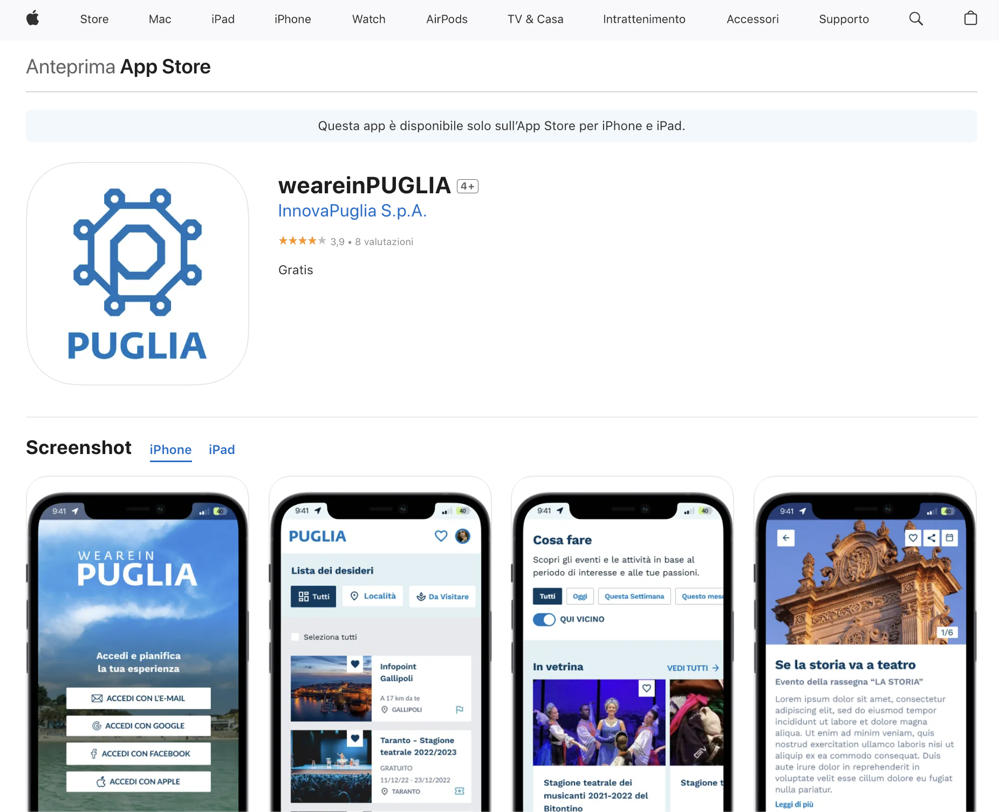 Store Mac iPad iPhone Watch AirPods TV & Casa Intrattenimento Accessori Supporto
Anteprima App Store
Questa app è disponibile solo sull’App Store per iPhone e iPad.
PUGLIA
weareinPUGLIA 4+
InnovaPuglia S.p.A.
3,9 • 8 valutazioni
Gratis
Screenshot iPhone iPad
9:41 40
WEAREIN
PUGLIA
Accedi e pianifica
la tua esperienza
ACCEDI CON L'E-MAIL
ACCEDI CON GOOGLE
ACCEDI CON FACEBOOK
ACCEDI CON APPLE
9:41 40
PUGLIA
Lista dei desideri
Tutti Località Da Visitare
Seleziona tutti
Infopoint
Gallipoli
A 17 km da te
GALLIPOLI
Taranto - Stagione
teatrale 2022/2023
GRATUITO
11/12/22 - 23/12/2022
TARANTO
9:41 40
Cosa fare
Scopri gli eventi e le attività in base al
periodo di interesse e alle tue passioni.
Tutti Oggi Questa Settimana Questo mese
QUI VICINO
In vetrina VEDI TUTTI
Stagione teatrale dei
musicanti 2021-2022 del
Bitontino
Stagione t
9:41 40
1/6
Se la storia va a teatro
Evento della rassegna “LA STORIA”
Lorem ipsum dolor sit amet, consectetur
adipiscing elit, sed do eiusmod tempor
incididunt ut labore et dolore magna
aliqua. Ut enim ad minim veniam, quis
nostrud exercitation ullamco laboris nisi ut
aliquip ex ea commodo consequat. Duis
aute irure dolor in reprehenderit in
voluptate velit esse cillum dolore eu fugiat
nulla pariatur.
Leggi di più